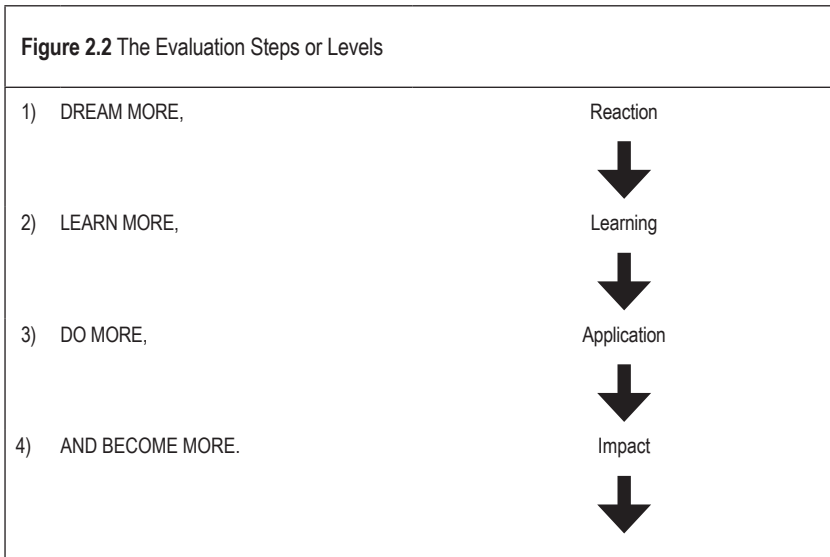 Figure 2.2 The Evaluation Steps or Levels
1) DREAM MORE, Reaction
2) LEARN MORE, Learning
3) DO MORE, Application
4) AND BECOME MORE. Impact